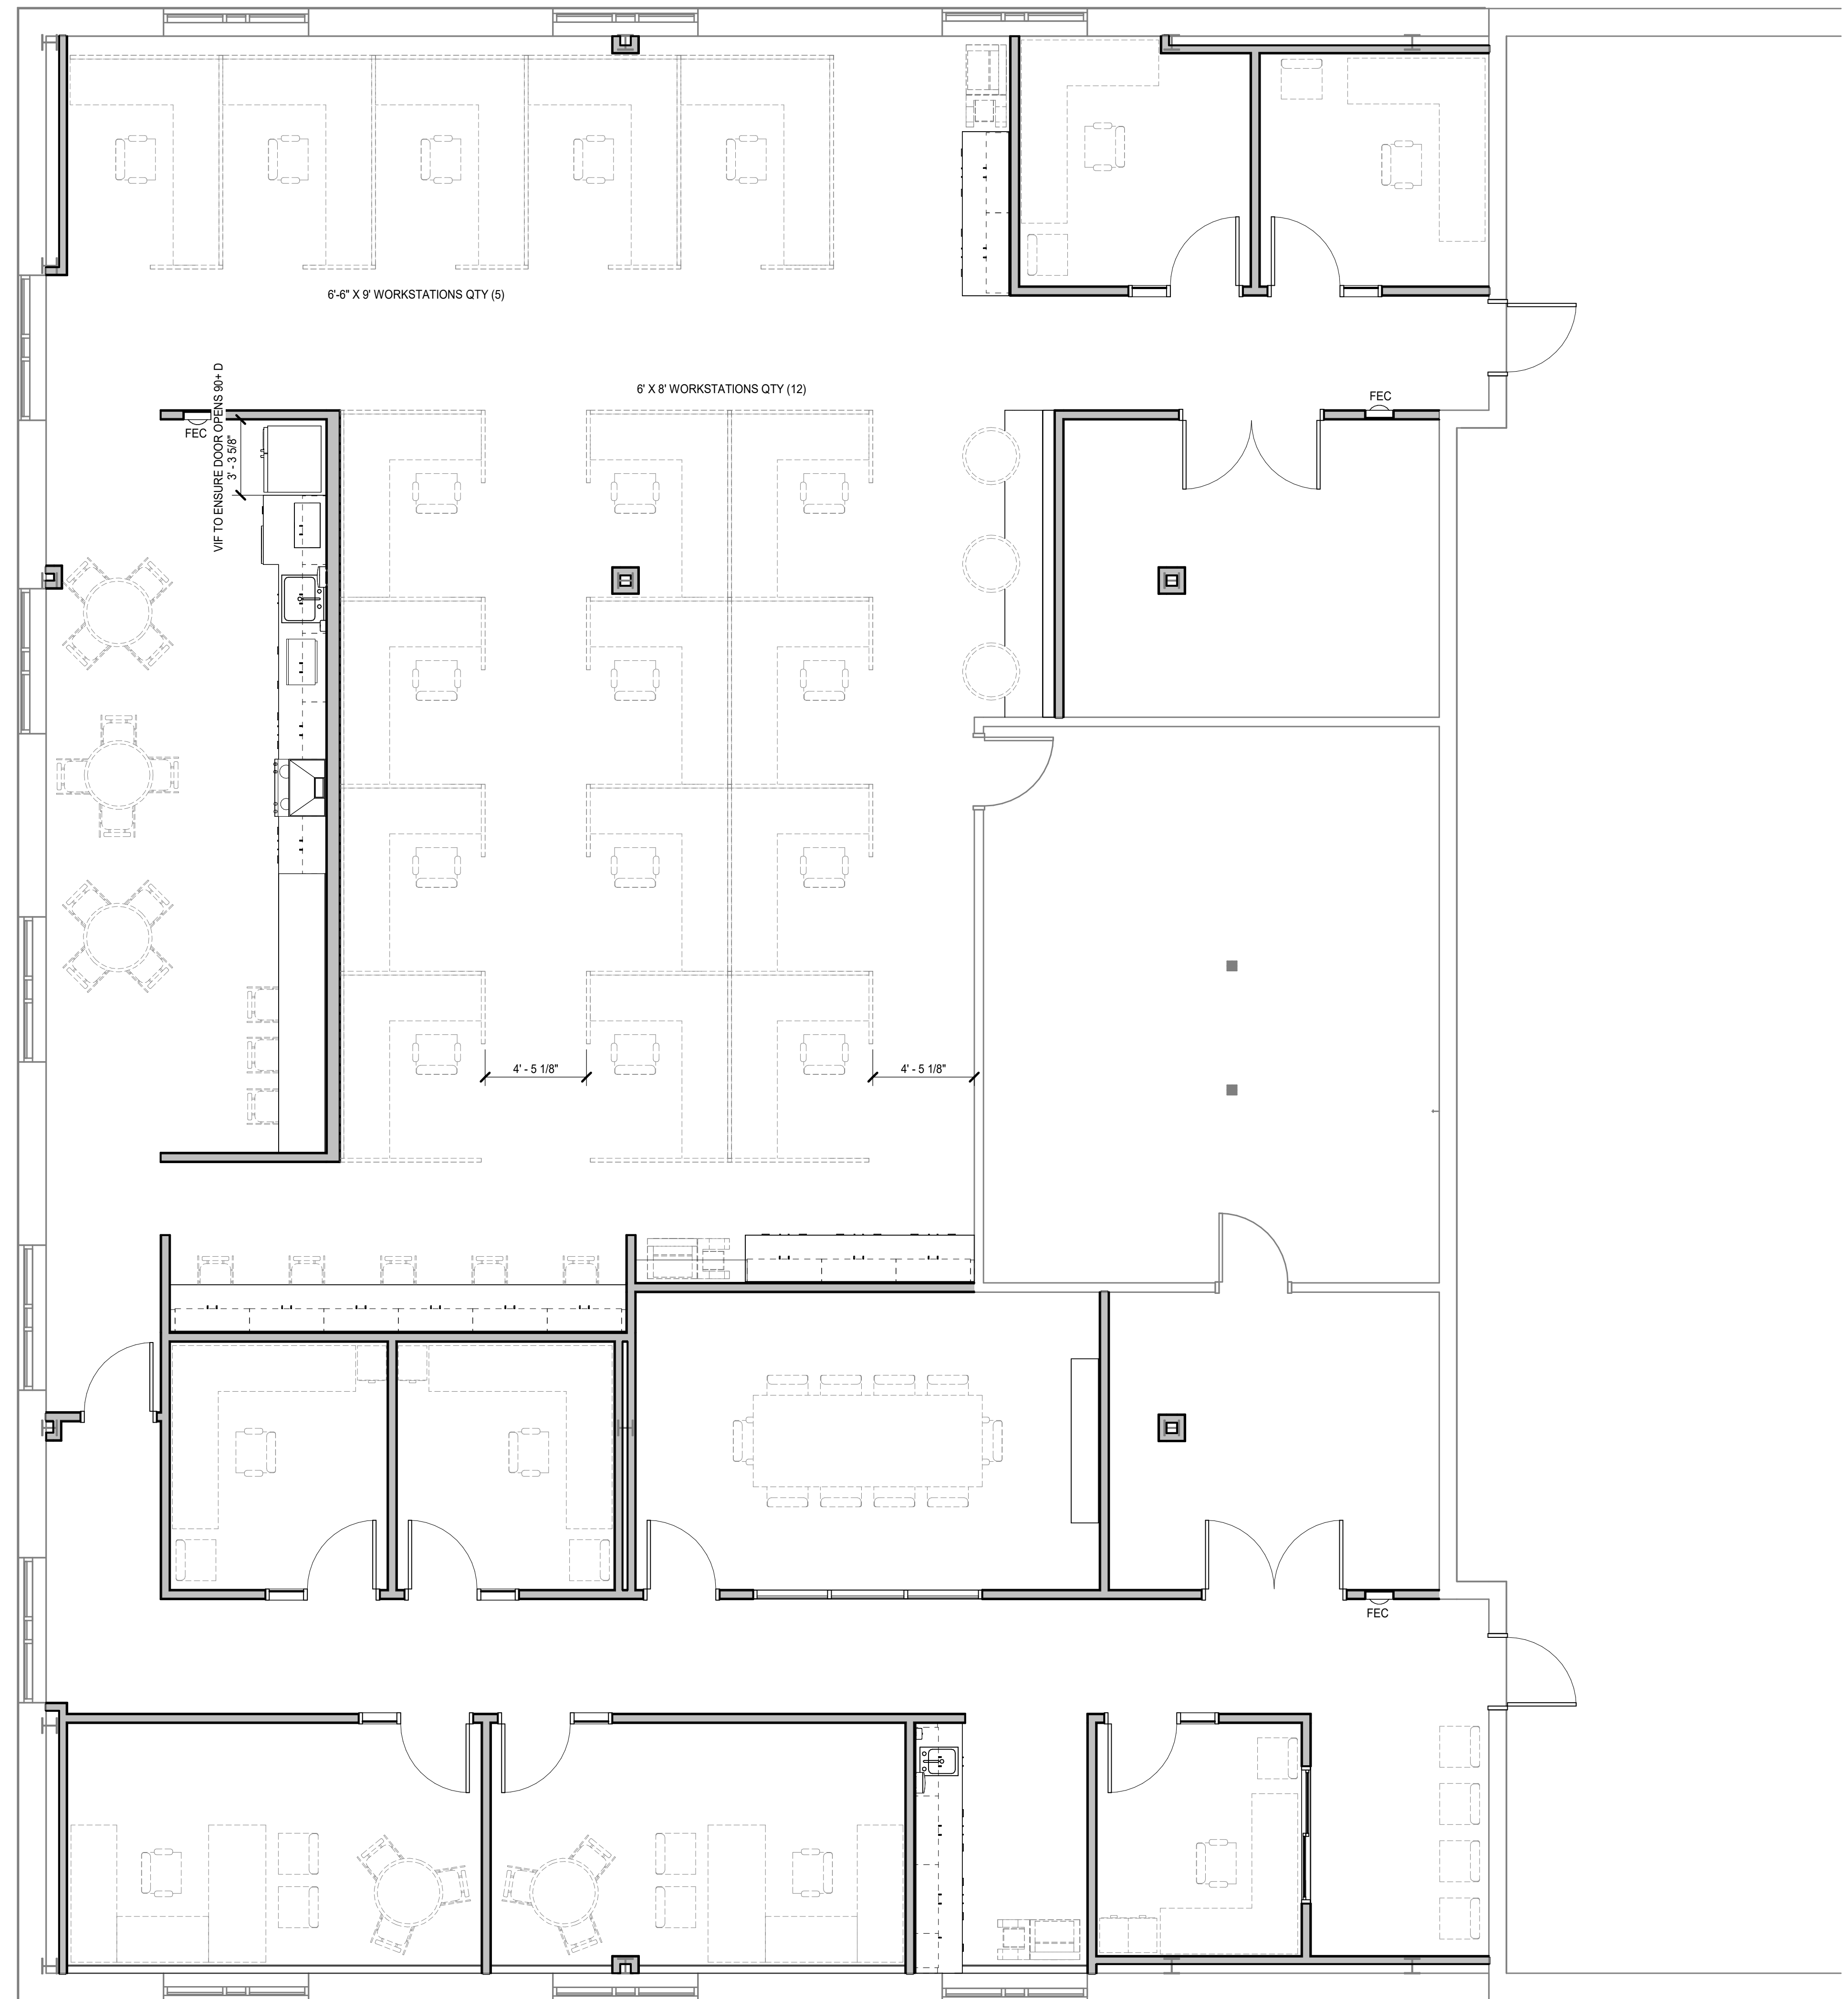 6'-6" X 9' WORKSTATIONS QTY (5)
VIF TO ENSURE DOOR OPENS 90+ D
3' - 3 5/8"
FEC
6' X 8' WORKSTATIONS QTY (12)
FEC
4' - 5 1/8"
4' - 5 1/8"
FEC